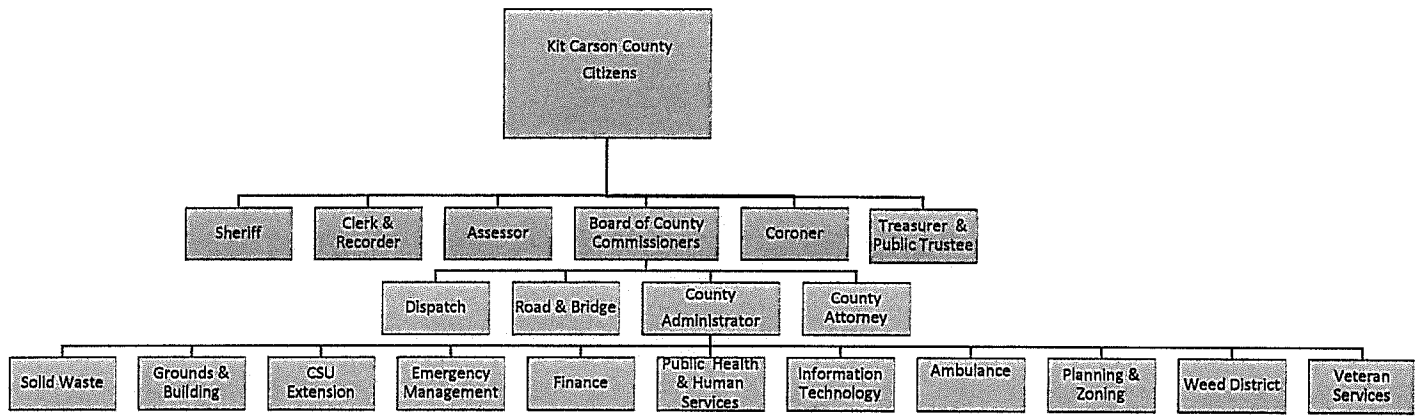 Kit Carson County
Citizens
Sheriff
Clerk &
Recorder
Assessor
Board of County
Commissioners
Coroner
Treasurer &
Public Trustee
Dispatch
Road & Bridge
County
Administrator
County
Attorney
Solid Waste
Grounds &
Building
CSU
Extension
Emergency
Management
Finance
Public Health
& Human
Services
Information
Technology
Ambulance
Planning &
Zoning
Weed District
Veteran
Services